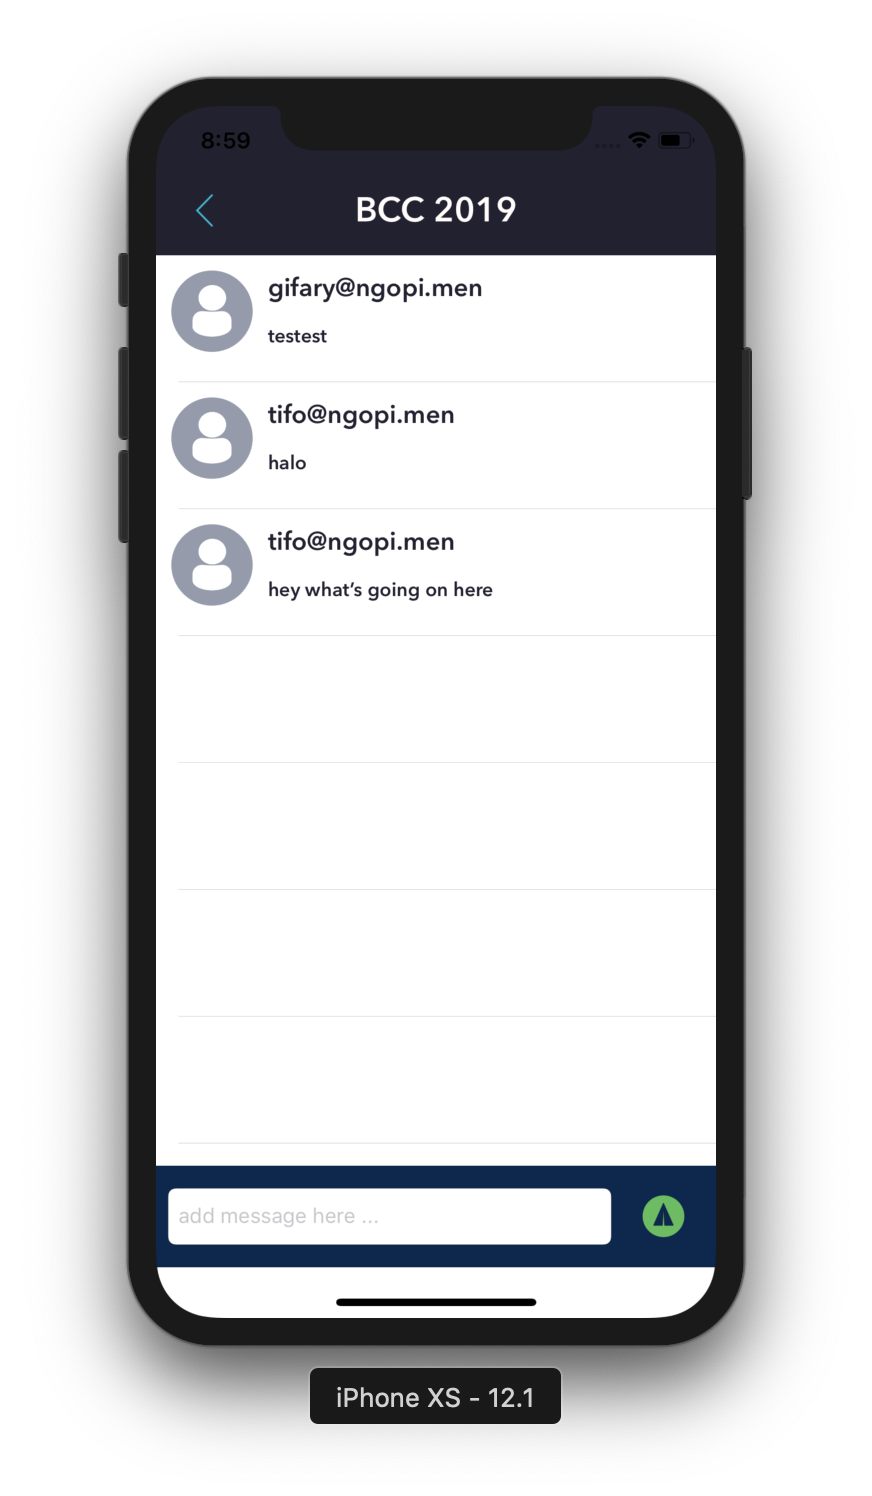 8:59
BCC 2019
gifary@ngopi.men
testest
tifo@ngopi.men
halo
tifo@ngopi.men
hey what's going on here
add message here ...
iPhone XS - 12.1